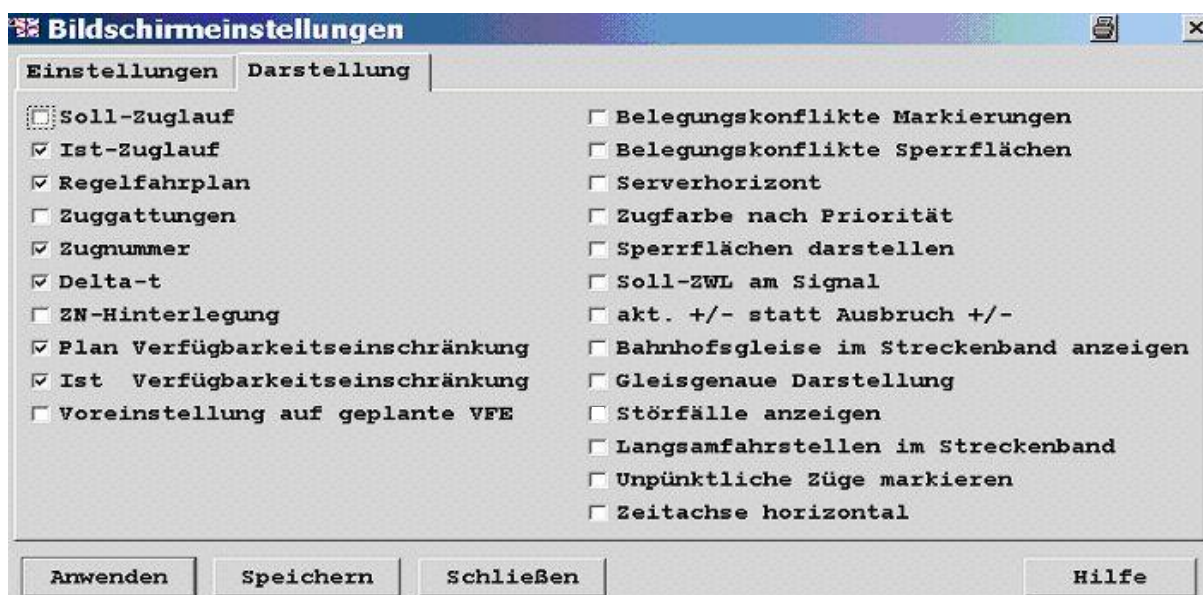 Bildschirmeinstellungen
Einstellungen Darstellung
Soll-Zuglauf
Ist-Zuglauf
Regelfahrplan
Zuggattungen
Zugnummer
Delta-t
ZN-Hinterlegung
Plan Verfügbarkeitseinschränkung
Ist Verfügbarkeitseinschränkung
Voreinstellung auf geplante VFE
Belegungskonflikte Markierungen
Belegungskonflikte Sperrflächen
Serverhorizont
Zugfarbe nach Priorität
Sperrflächen darstellen
Soll-ZWL am Signal
akt. +/- statt Ausbruch +/-
Bahnhofsgleise im Streckenband anzeigen
Gleisgenaue Darstellung
Störfälle anzeigen
Langsamfahrstellen im Streckenband
Unpünktliche Züge markieren
Zeitachse horizontal
Anwenden Speichern Schließen Hilfe